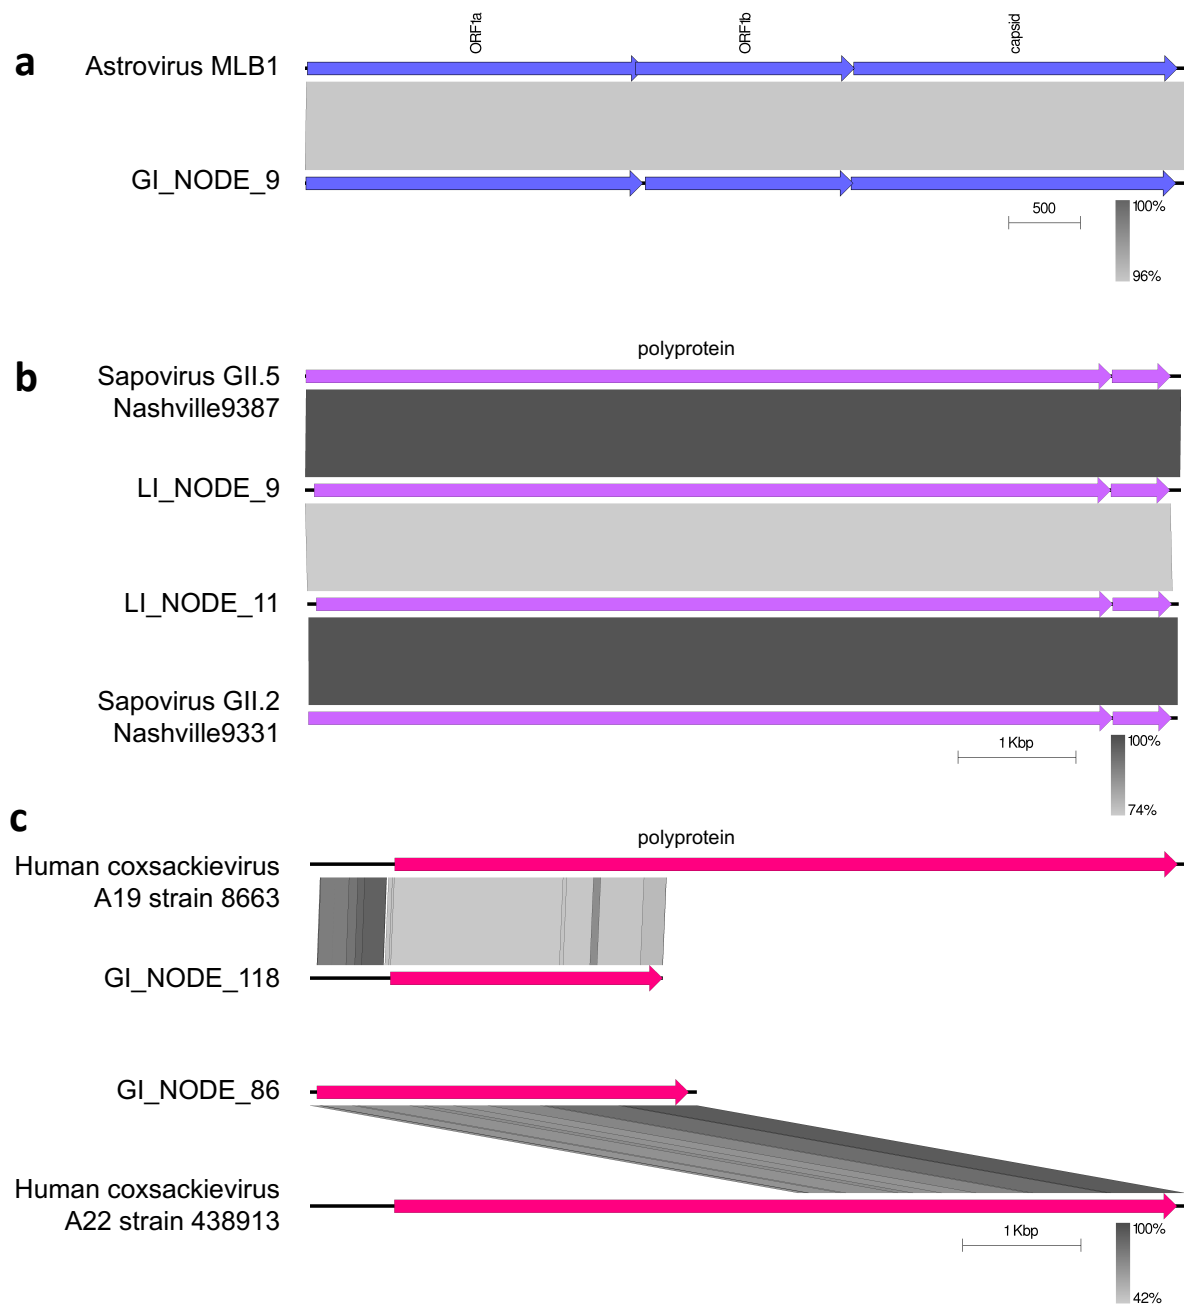 ORF1a
ORF1b
capsid
a
Astrovirus MLB1
GI_NODE_9
500
100%
96%
polyprotein
b
Sapovirus GII.5
Nashville9387
LI_NODE_9
LI_NODE_11
Sapovirus GII.2
Nashville9331
1 Kbp
100%
74%
c
polyprotein
Human coxsackievirus
A19 strain 8663
GI_NODE_118
GI_NODE_86
Human coxsackievirus
A22 strain 438913
1 Kbp
100%
42%